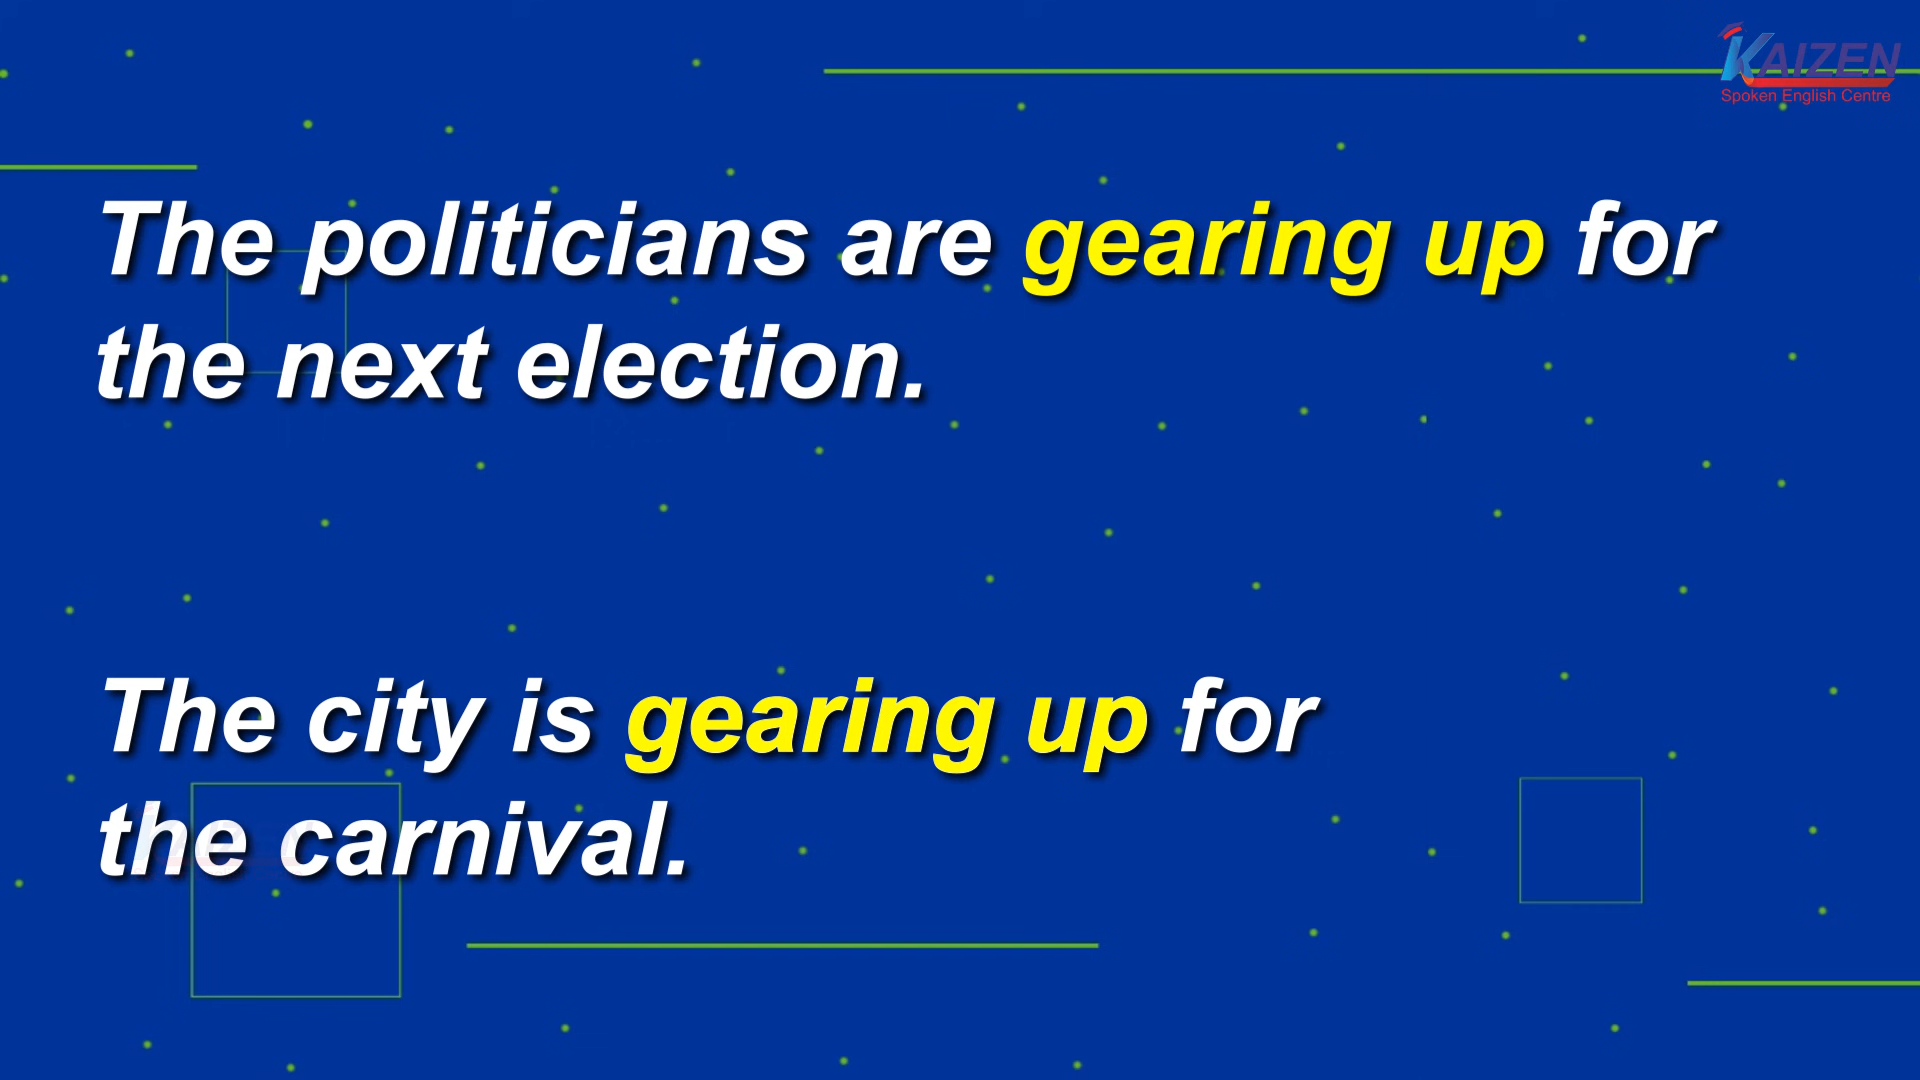 KAIZEN
Spoken English Centre
The politicians are gearing up for
the next election.
The city is gearing up for
the carnival.